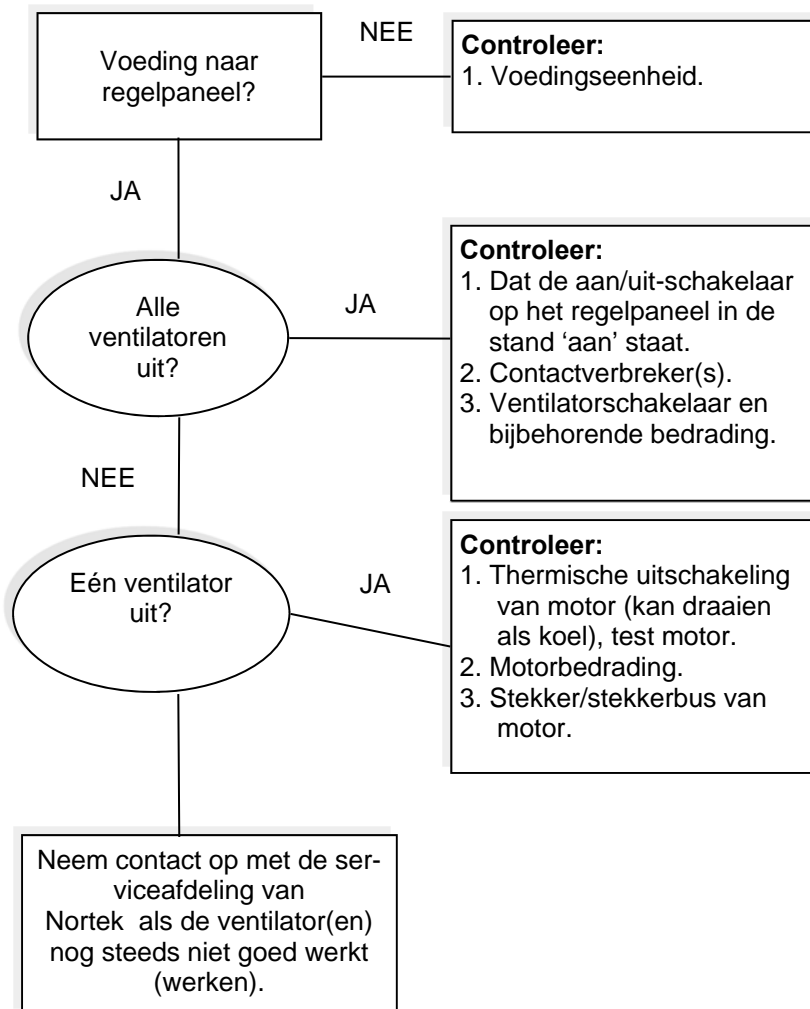 Voeding naar
regelpaneel?
NEE
Controleer:
1. Voedingseenheid.
JA
Alle
ventilatoren
uit?
JA
Controleer:
1. Dat de aan/uit-schakelaar
op het regelpaneel in de
stand ‘aan’ staat.
2. Contactverbreker(s).
3. Ventilatorschakelaar en
bijbehorende bedrading.
NEE
Eén ventilator
uit?
JA
Controleer:
1. Thermische uitschakeling
van motor (kan draaien
als koel), test motor.
2. Motorbedrading.
3. Stekker/stekkerbus van
motor.
Neem contact op met de ser-
viceafdeling van
Nortek als de ventilator(en)
nog steeds niet goed werkt
(werken).